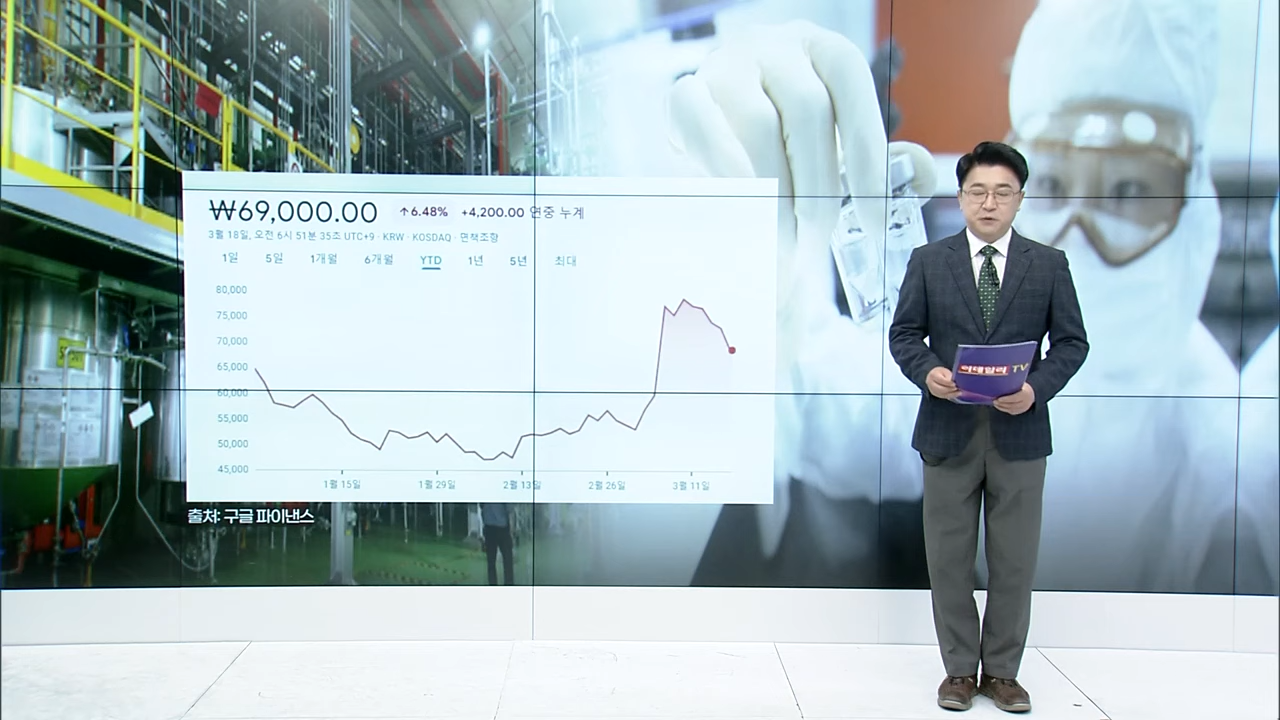 ₩69,000.00 ↑6.48% +4,200.00 연중 누계
3월 18일, 오전 6시 51분 35초 UTC+9 · KRW · KOSDAQ · 면책조항
1일 5일 1개월 6개월 YTD 1년 5년 최대
80,000
75,000
70,000
65,000
60,000
55,000
50,000
45,000
1월 15일 1월 29일 2월 13일 2월 26일 3월 11일
출처: 구글 파이낸스
이데일리 TV